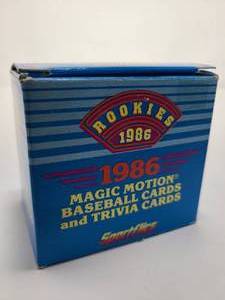 ROOKIES
1986
1986
MAGIC MOTION®
BASEBALL CARDS
and TRIVIA CARDS
Sportflics